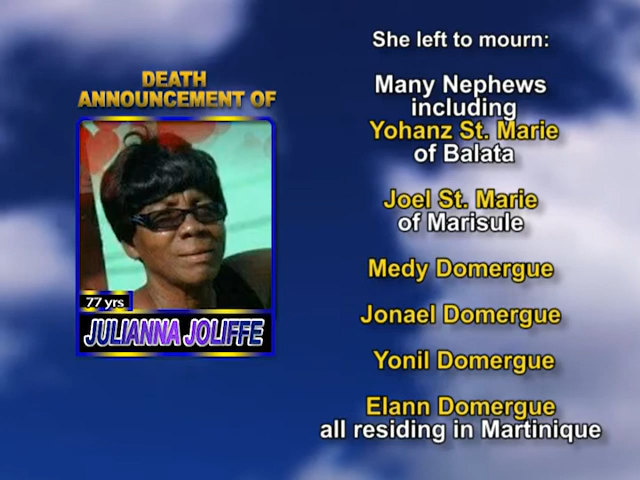 DEATH
ANNOUNCEMENT OF
77 yrs
JULIANNA JOLIFFE
She left to mourn:
Many Nephews
including
Yohanz St. Marie
of Balata
Joel St. Marie
of Marisule
Medy Domergue
Jonael Domergue
Yonil Domergue
Elann Domergue
all residing in Martinique